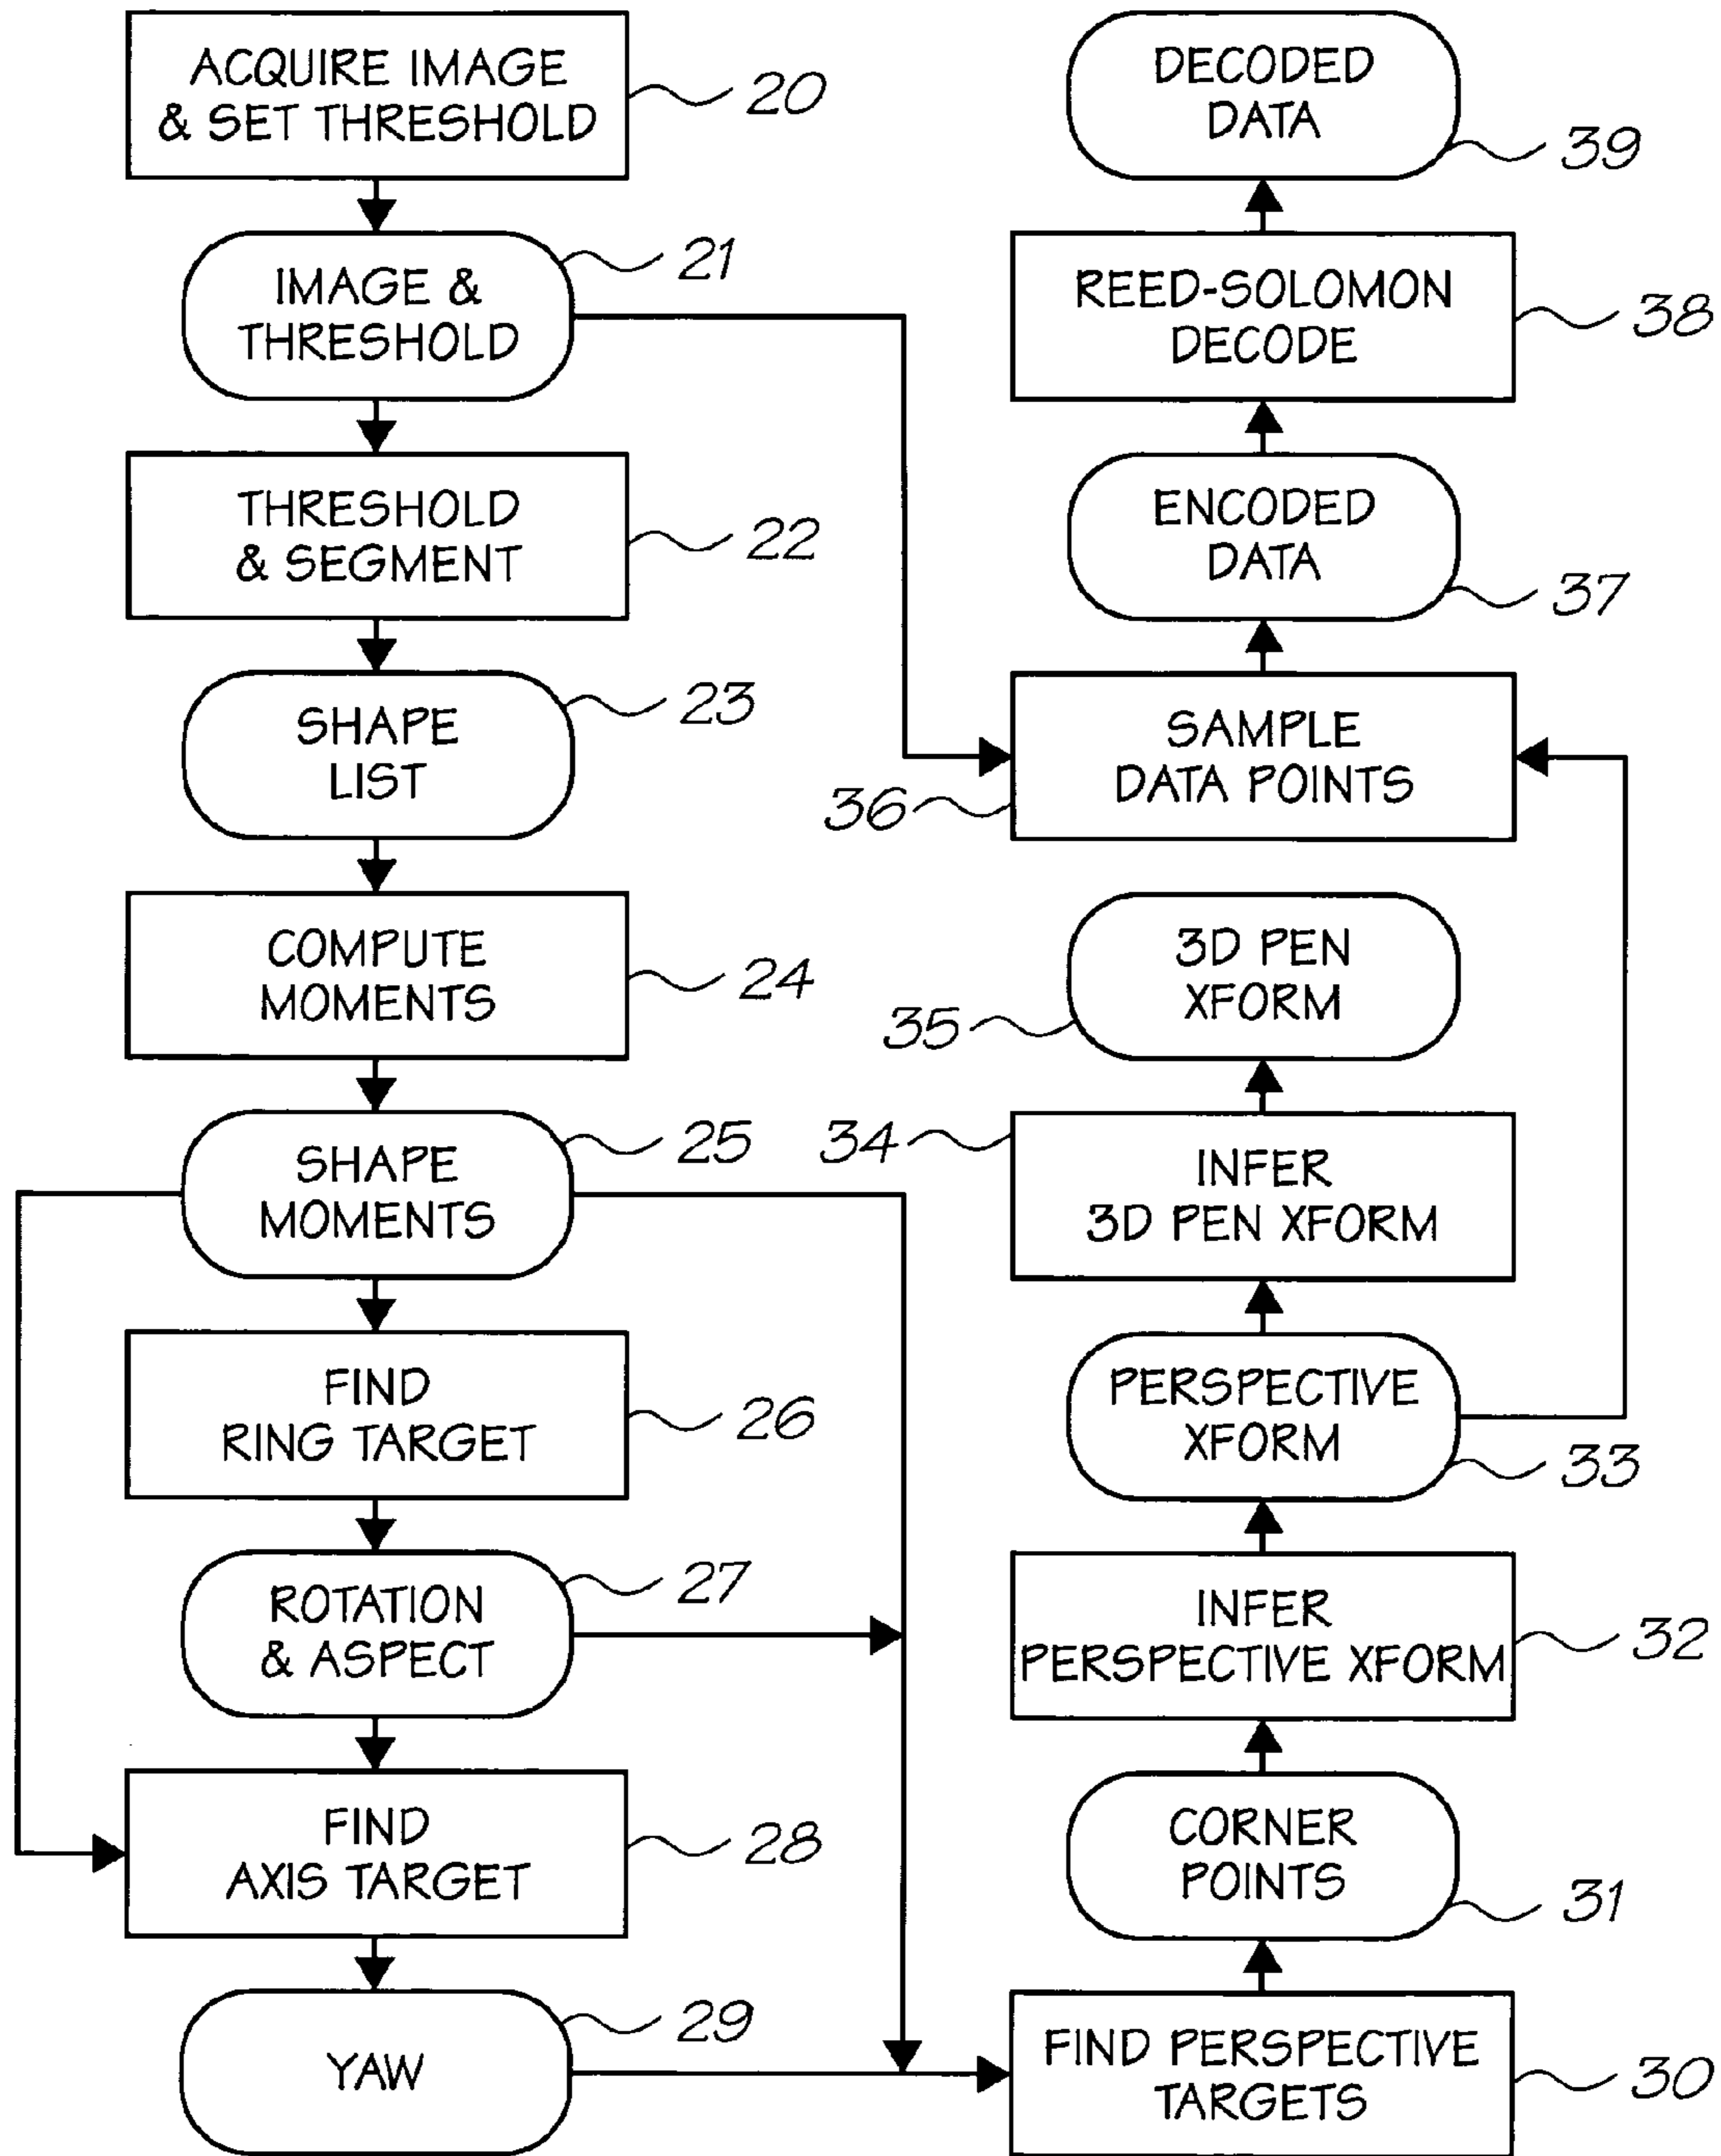 ACQUIRE IMAGE
& SET THRESHOLD
20
IMAGE &
THRESHOLD
21
THRESHOLD
& SEGMENT
22
SHAPE
LIST
23
COMPUTE
MOMENTS
24
SHAPE
MOMENTS
25
FIND
RING TARGET
26
ROTATION
& ASPECT
27
FIND
AXIS TARGET
28
YAW
29
DECODED
DATA
39
REED-SOLOMON
DECODE
38
ENCODED
DATA
37
SAMPLE
DATA POINTS
36
3D PEN
XFORM
35
INFER
3D PEN XFORM
34
PERSPECTIVE
XFORM
33
INFER
PERSPECTIVE XFORM
32
CORNER
POINTS
31
FIND PERSPECTIVE
TARGETS
30